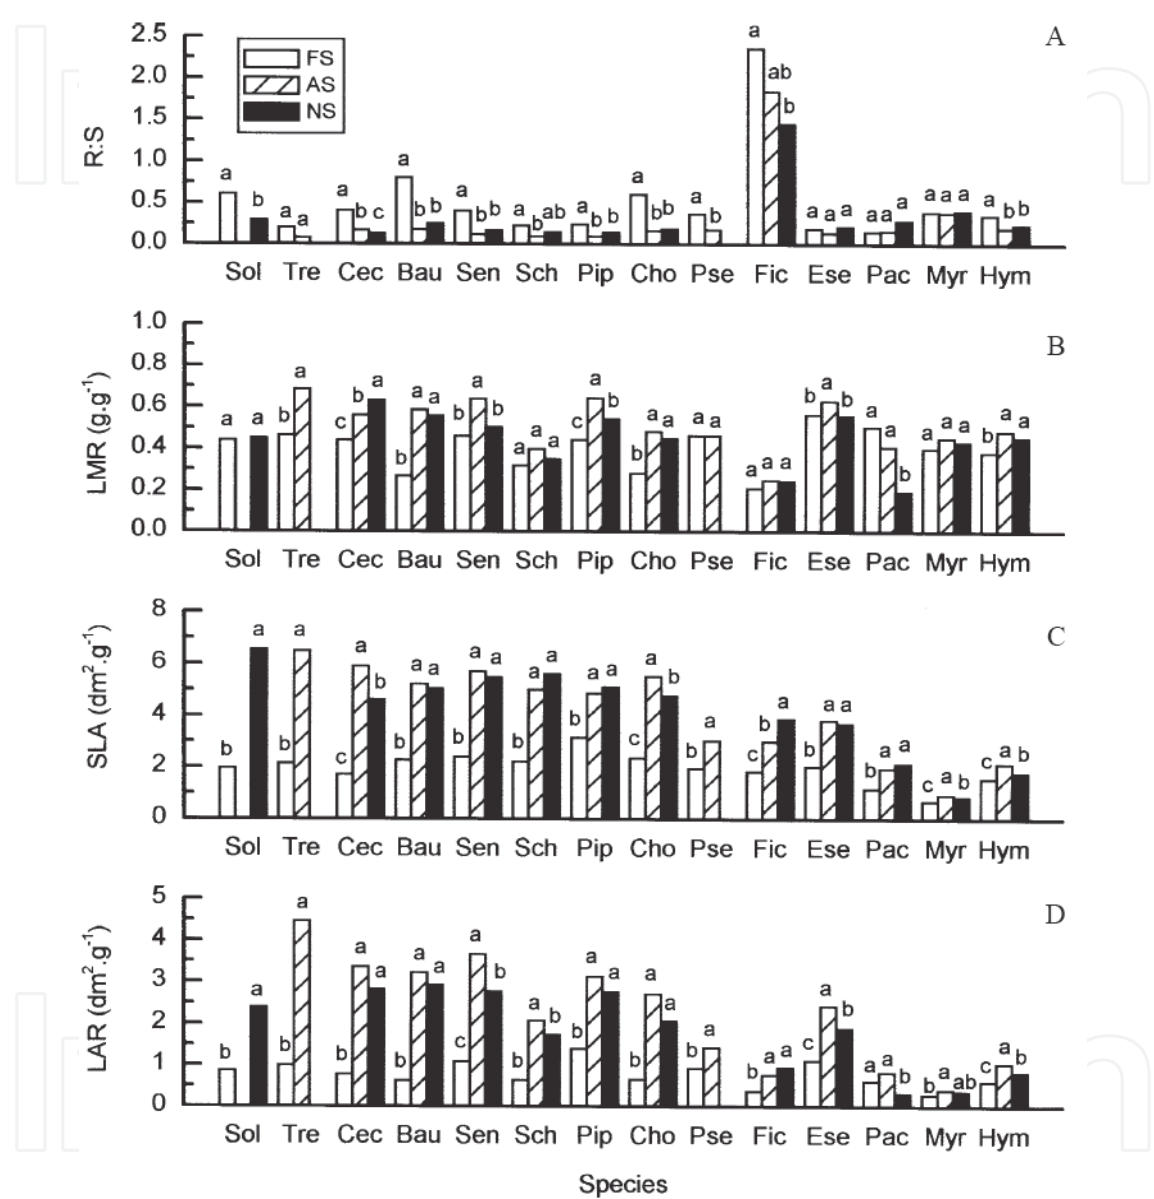 A
R:S
2.5
2.0
1.5
1.0
0.5
0.0
FS
AS
NS
a b a a a b c a b b a b b a b ab a b b a b b a b a ab b a a a a a a a a a a b b
Sol Tre Cec Bau Sen Sch Pip Cho Pse Fic Ese Pac Myr Hym
B
LMR (g.g-1)
1.0
0.8
0.6
0.4
0.2
0.0
a a b a c b a b a a b a b a a a c a b b a a a a a a a b a b a a b a a a b a a
Sol Tre Cec Bau Sen Sch Pip Cho Pse Fic Ese Pac Myr Hym
C
SLA (dm2.g-1)
8
6
4
2
0
b a b a c a b b a a b a a b a a b a a c a b b a c b a b a a b a a c a b c a b
Sol Tre Cec Bau Sen Sch Pip Cho Pse Fic Ese Pac Myr Hym
D
LAR (dm2.g-1)
5
4
3
2
1
0
b a b a b a a b a a c a b b a b b a a b a a b a b a a c a b a a b b a ab c a b
Sol Tre Cec Bau Sen Sch Pip Cho Pse Fic Ese Pac Myr Hym
Species